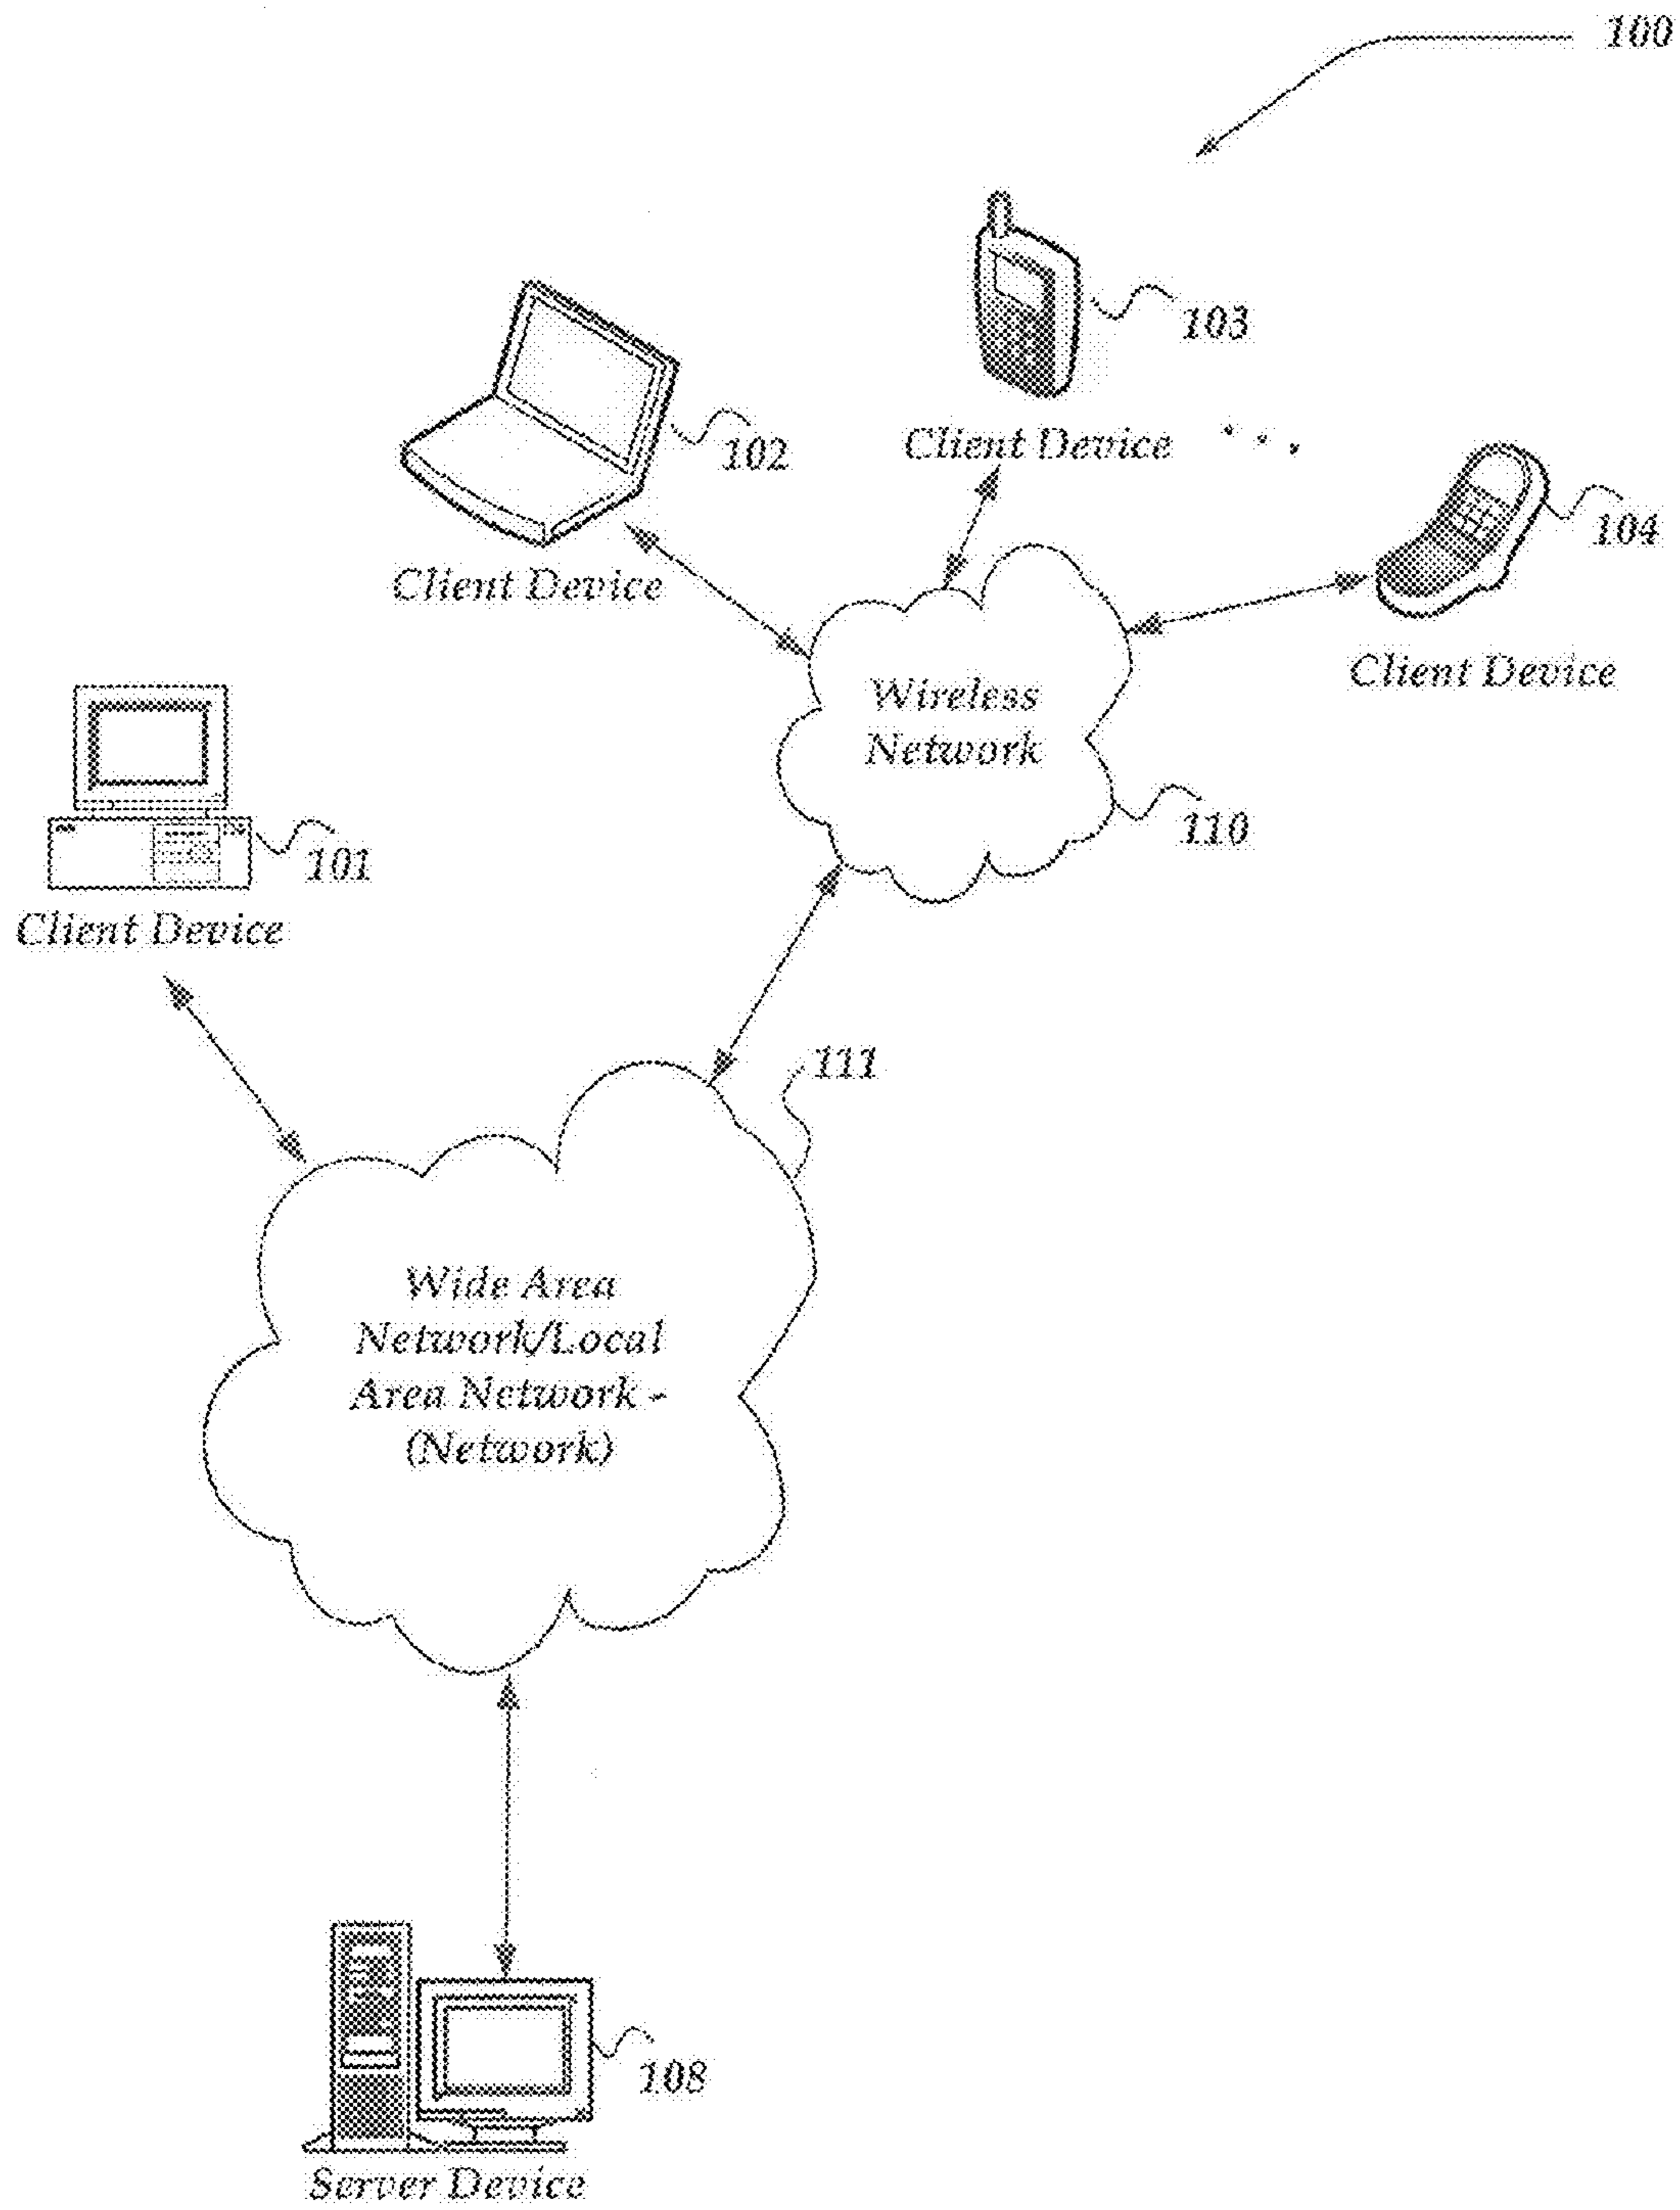 100
103
Client Device
102
Client Device
104
Client Device
Wireless
Network
110
101
Client Device
111
Wide Area
Network/Local
Area Network -
(Network)
108
Server Device